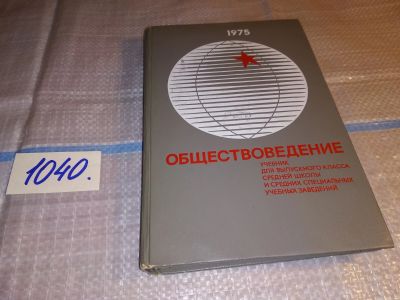 1975
ОБЩЕСТВОВЕДЕНИЕ
УЧЕБНИК
ДЛЯ ВЫПУСКНОГО КЛАССА
СРЕДНЕЙ ШКОЛЫ
И СРЕДНИХ СПЕЦИАЛЬНЫХ
УЧЕБНЫХ ЗАВЕДЕНИЙ
1040.